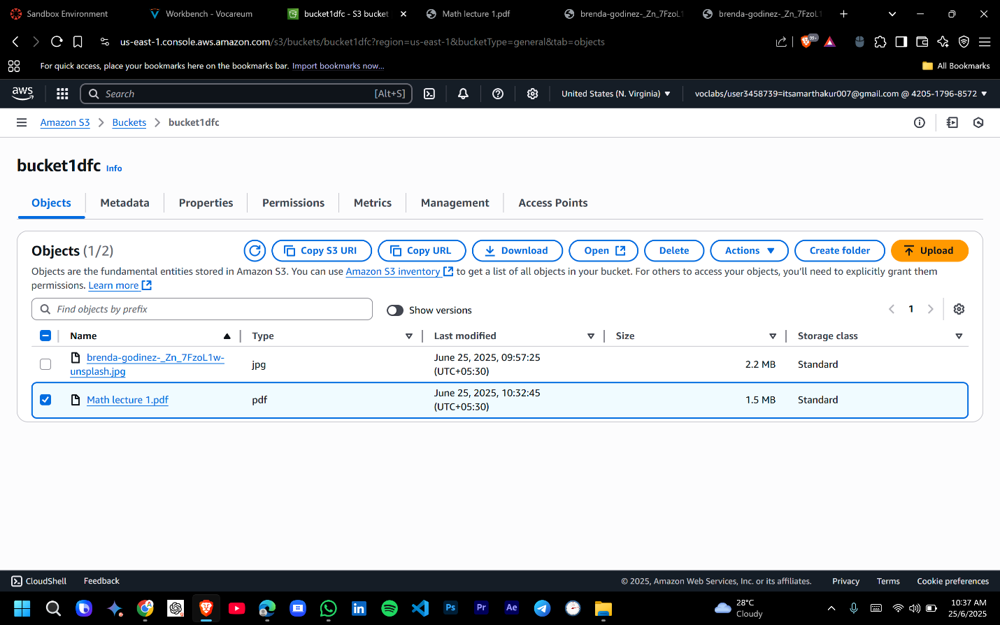 Sandbox Environment
Workbench - Vocareum
bucket1dfc - S3 bucket
Math lecture 1.pdf
brenda-godinez-_Zn_7FzoL1
brenda-godinez-_Zn_7FzoL1
us-east-1.console.aws.amazon.com/s3/buckets/bucket1dfc?region=us-east-1&bucketType=general&tab=objects
99+
For quick access, place your bookmarks here on the bookmarks bar. Import bookmarks now...
All Bookmarks
aws
Search
[Alt+S]
United States (N. Virginia)
voclabs/user3458739=itsamarthakur007@gmail.com @ 4205-1796-8572
Amazon S3
Buckets
bucket1dfc
bucket1dfc Info
Objects
Metadata
Properties
Permissions
Metrics
Management
Access Points
Objects (1/2)
Copy S3 URI
Copy URL
Download
Open
Delete
Actions
Create folder
Upload
Objects are the fundamental entities stored in Amazon S3. You can use Amazon S3 inventory to get a list of all objects in your bucket. For others to access your objects, you'll need to explicitly grant them
permissions. Learn more
Find objects by prefix
Show versions
1
Name
Type
Last modified
Size
Storage class
brenda-godinez-_Zn_7FzoL1w-
unsplash.jpg
jpg
June 25, 2025, 09:57:25
(UTC+05:30)
2.2 MB
Standard
Math lecture 1.pdf
pdf
June 25, 2025, 10:32:45
(UTC+05:30)
1.5 MB
Standard
CloudShell
Feedback
© 2025, Amazon Web Services, Inc. or its affiliates.
Privacy
Terms
Cookie preferences
in
Ps
Pr
Ae
28°C
Cloudy
10:37 AM
25/6/2025